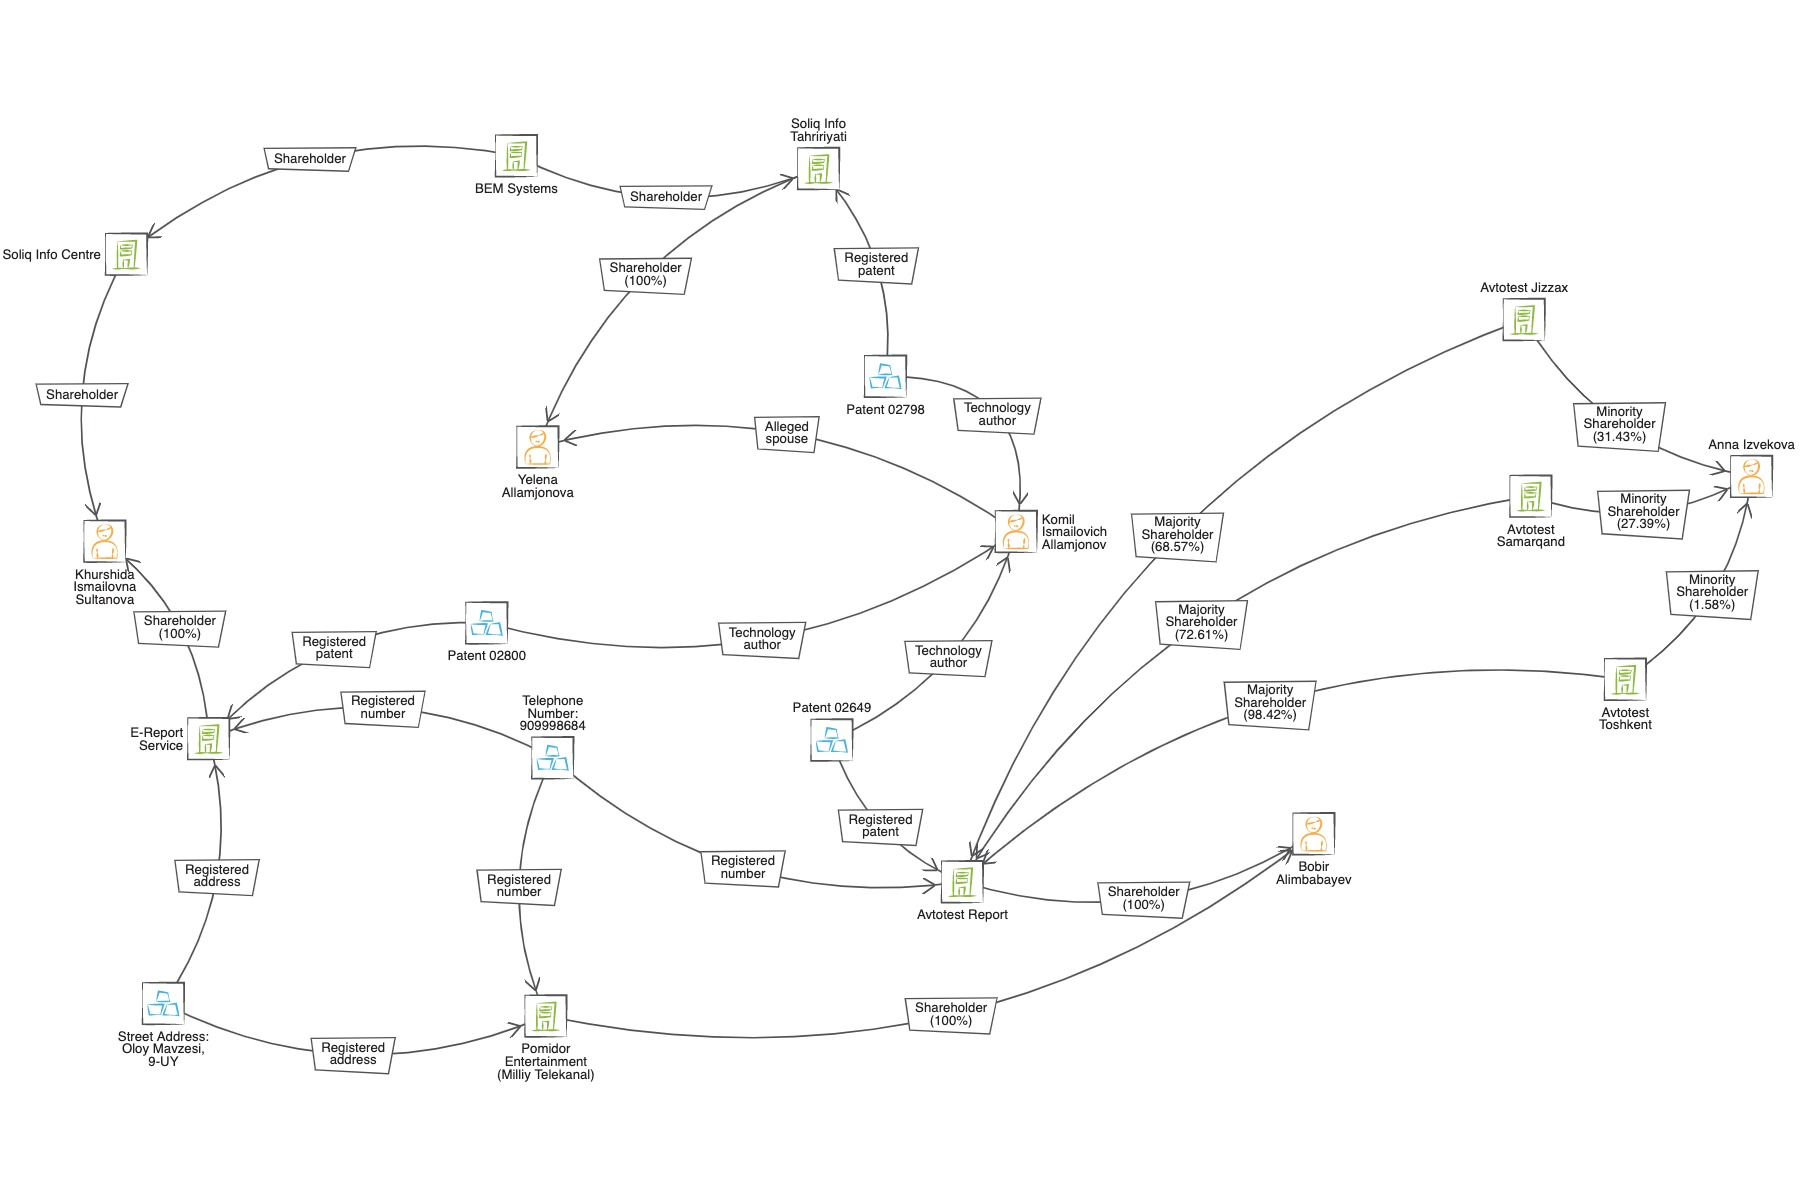 Soliq Info
Tahririyati
Shareholder
BEM Systems
Shareholder
Soliq Info Centre
Shareholder
(100%)
Registered
patent
Avtotest Jizzax
Shareholder
Patent 02798
Technology
author
Alleged
spouse
Minority
Shareholder
(31.43%)
Anna Izvekova
Yelena
Allamjonova
Komil
Ismailovich
Allamjonov
Majority
Shareholder
(68.57%)
Avtotest
Samarqand
Minority
Shareholder
(27.39%)
Khurshida
Ismailovna
Sultanova
Shareholder
(100%)
Registered
patent
Patent 02800
Technology
author
Technology
author
Majority
Shareholder
(72.61%)
Minority
Shareholder
(1.58%)
Registered
number
Telephone
Number:
909998684
Patent 02649
Majority
Shareholder
(98.42%)
Avtotest
Toshkent
E-Report
Service
Registered
patent
Registered
address
Registered
number
Registered
number
Avtotest Report
Shareholder
(100%)
Bobir
Alimbabayev
Street Address:
Oloy Mavzesi,
9-UY
Registered
address
Pomidor
Entertainment
(Milliy Telekanal)
Shareholder
(100%)